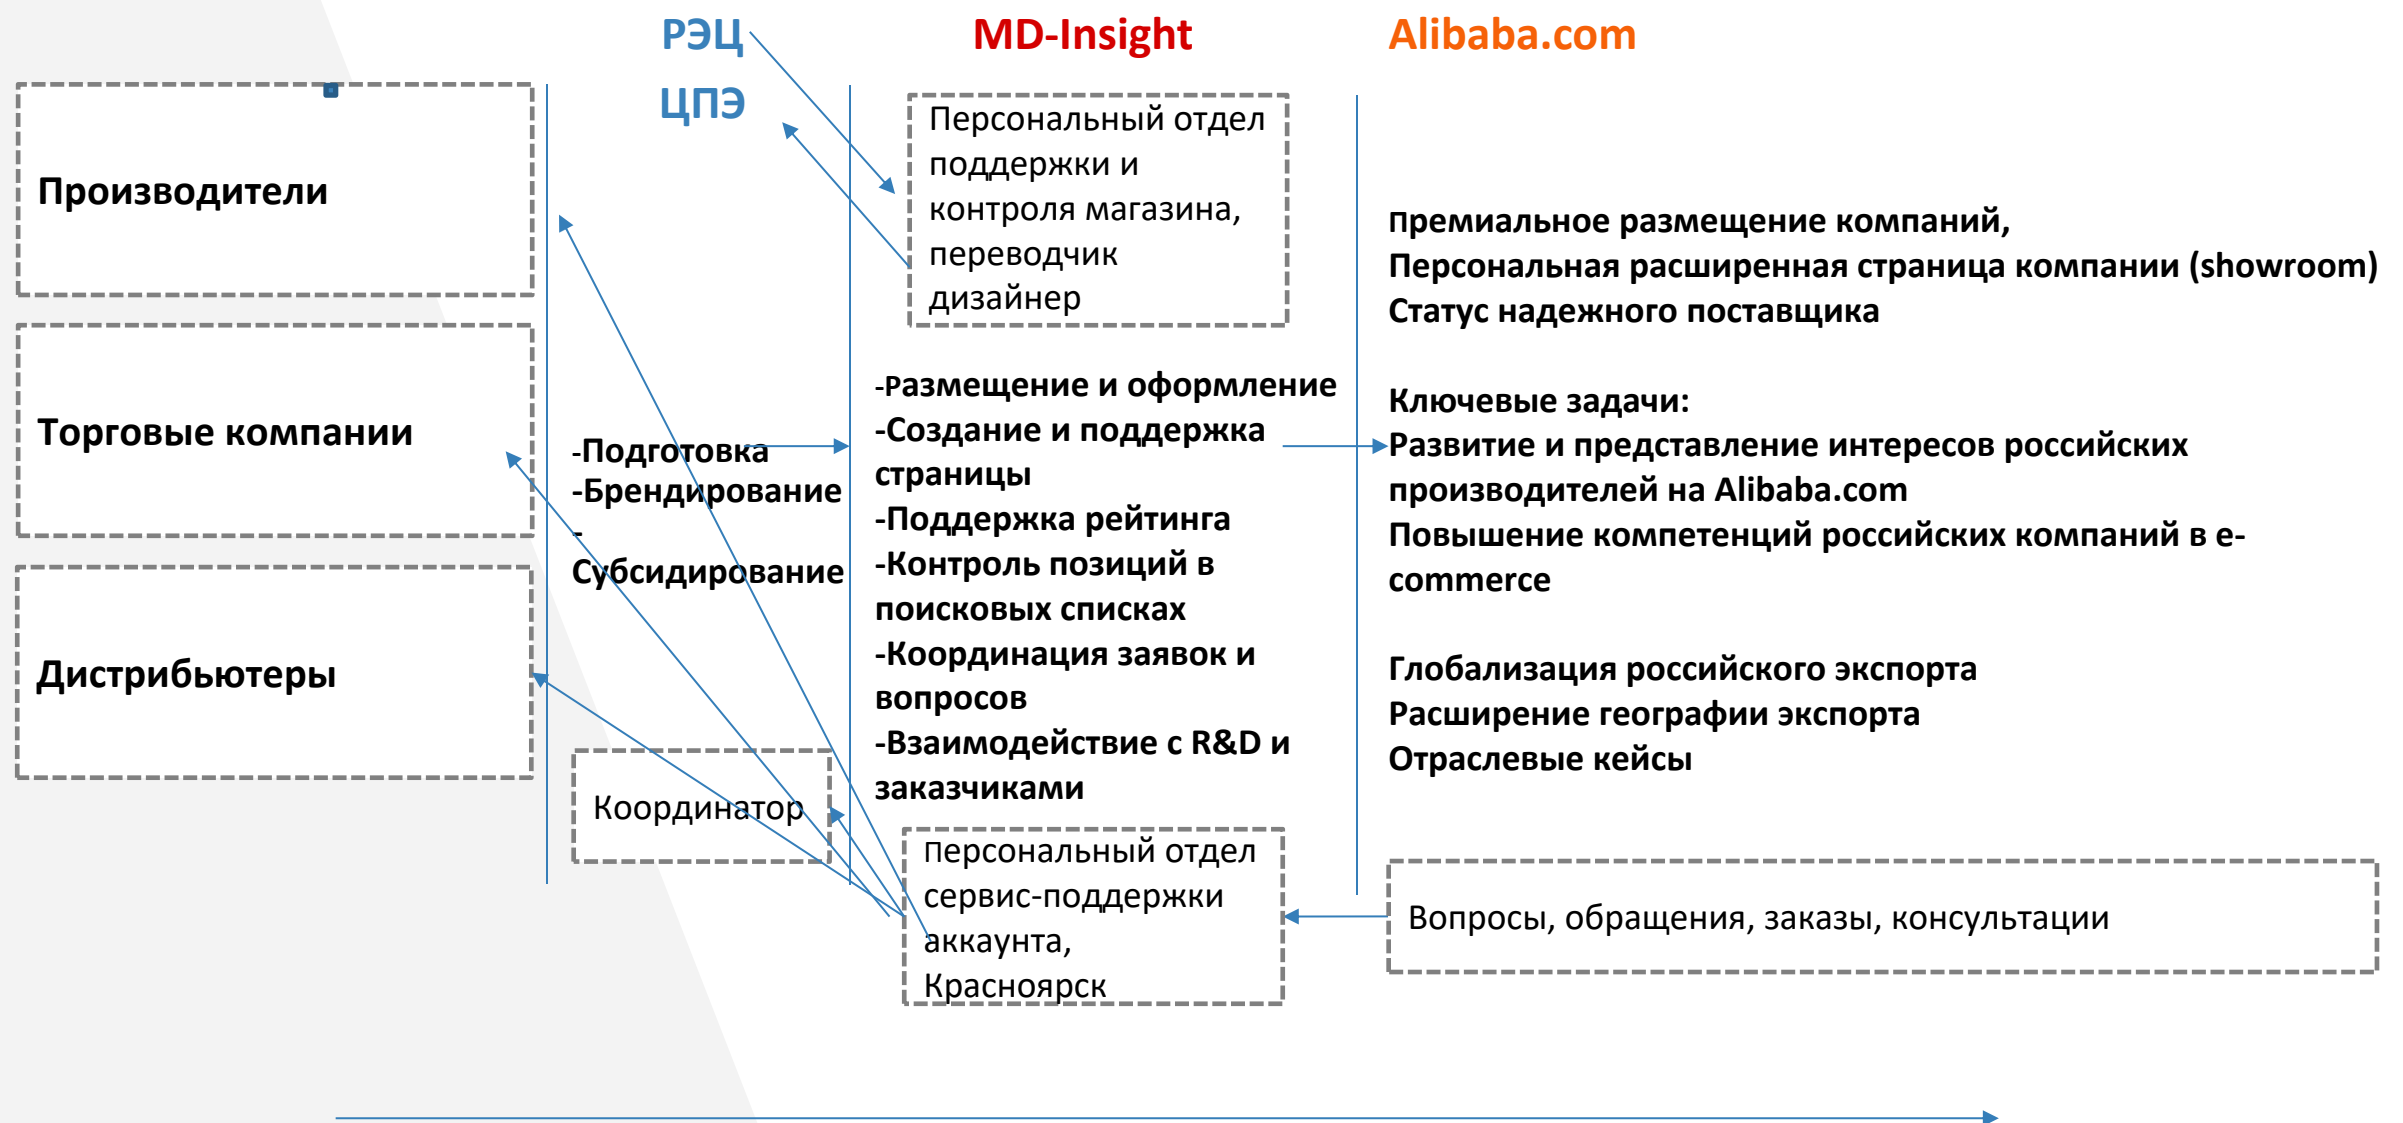 РЭЦ
ЦПЭ
MD-Insight
Alibaba.com
Производители
Торговые компании
Дистрибьютеры
-Подготовка
-Брендирование
-
Субсидирование
Координатор
Персональный отдел
поддержки и
контроля магазина,
переводчик
дизайнер
-Размещение и оформление
-Создание и поддержка
страницы
-Поддержка рейтинга
-Контроль позиций в
поисковых списках
-Координация заявок и
вопросов
-Взаимодействие с R&D и
заказчиками
Персональный отдел
сервис-поддержки
аккаунта,
Красноярск
Премиальное размещение компаний,
Персональная расширенная страница компании (showroom)
Статус надежного поставщика
Ключевые задачи:
Развитие и представление интересов российских
производителей на Alibaba.com
Повышение компетенций российских компаний в e-
commerce
Глобализация российского экспорта
Расширение географии экспорта
Отраслевые кейсы
Вопросы, обращения, заказы, консультации